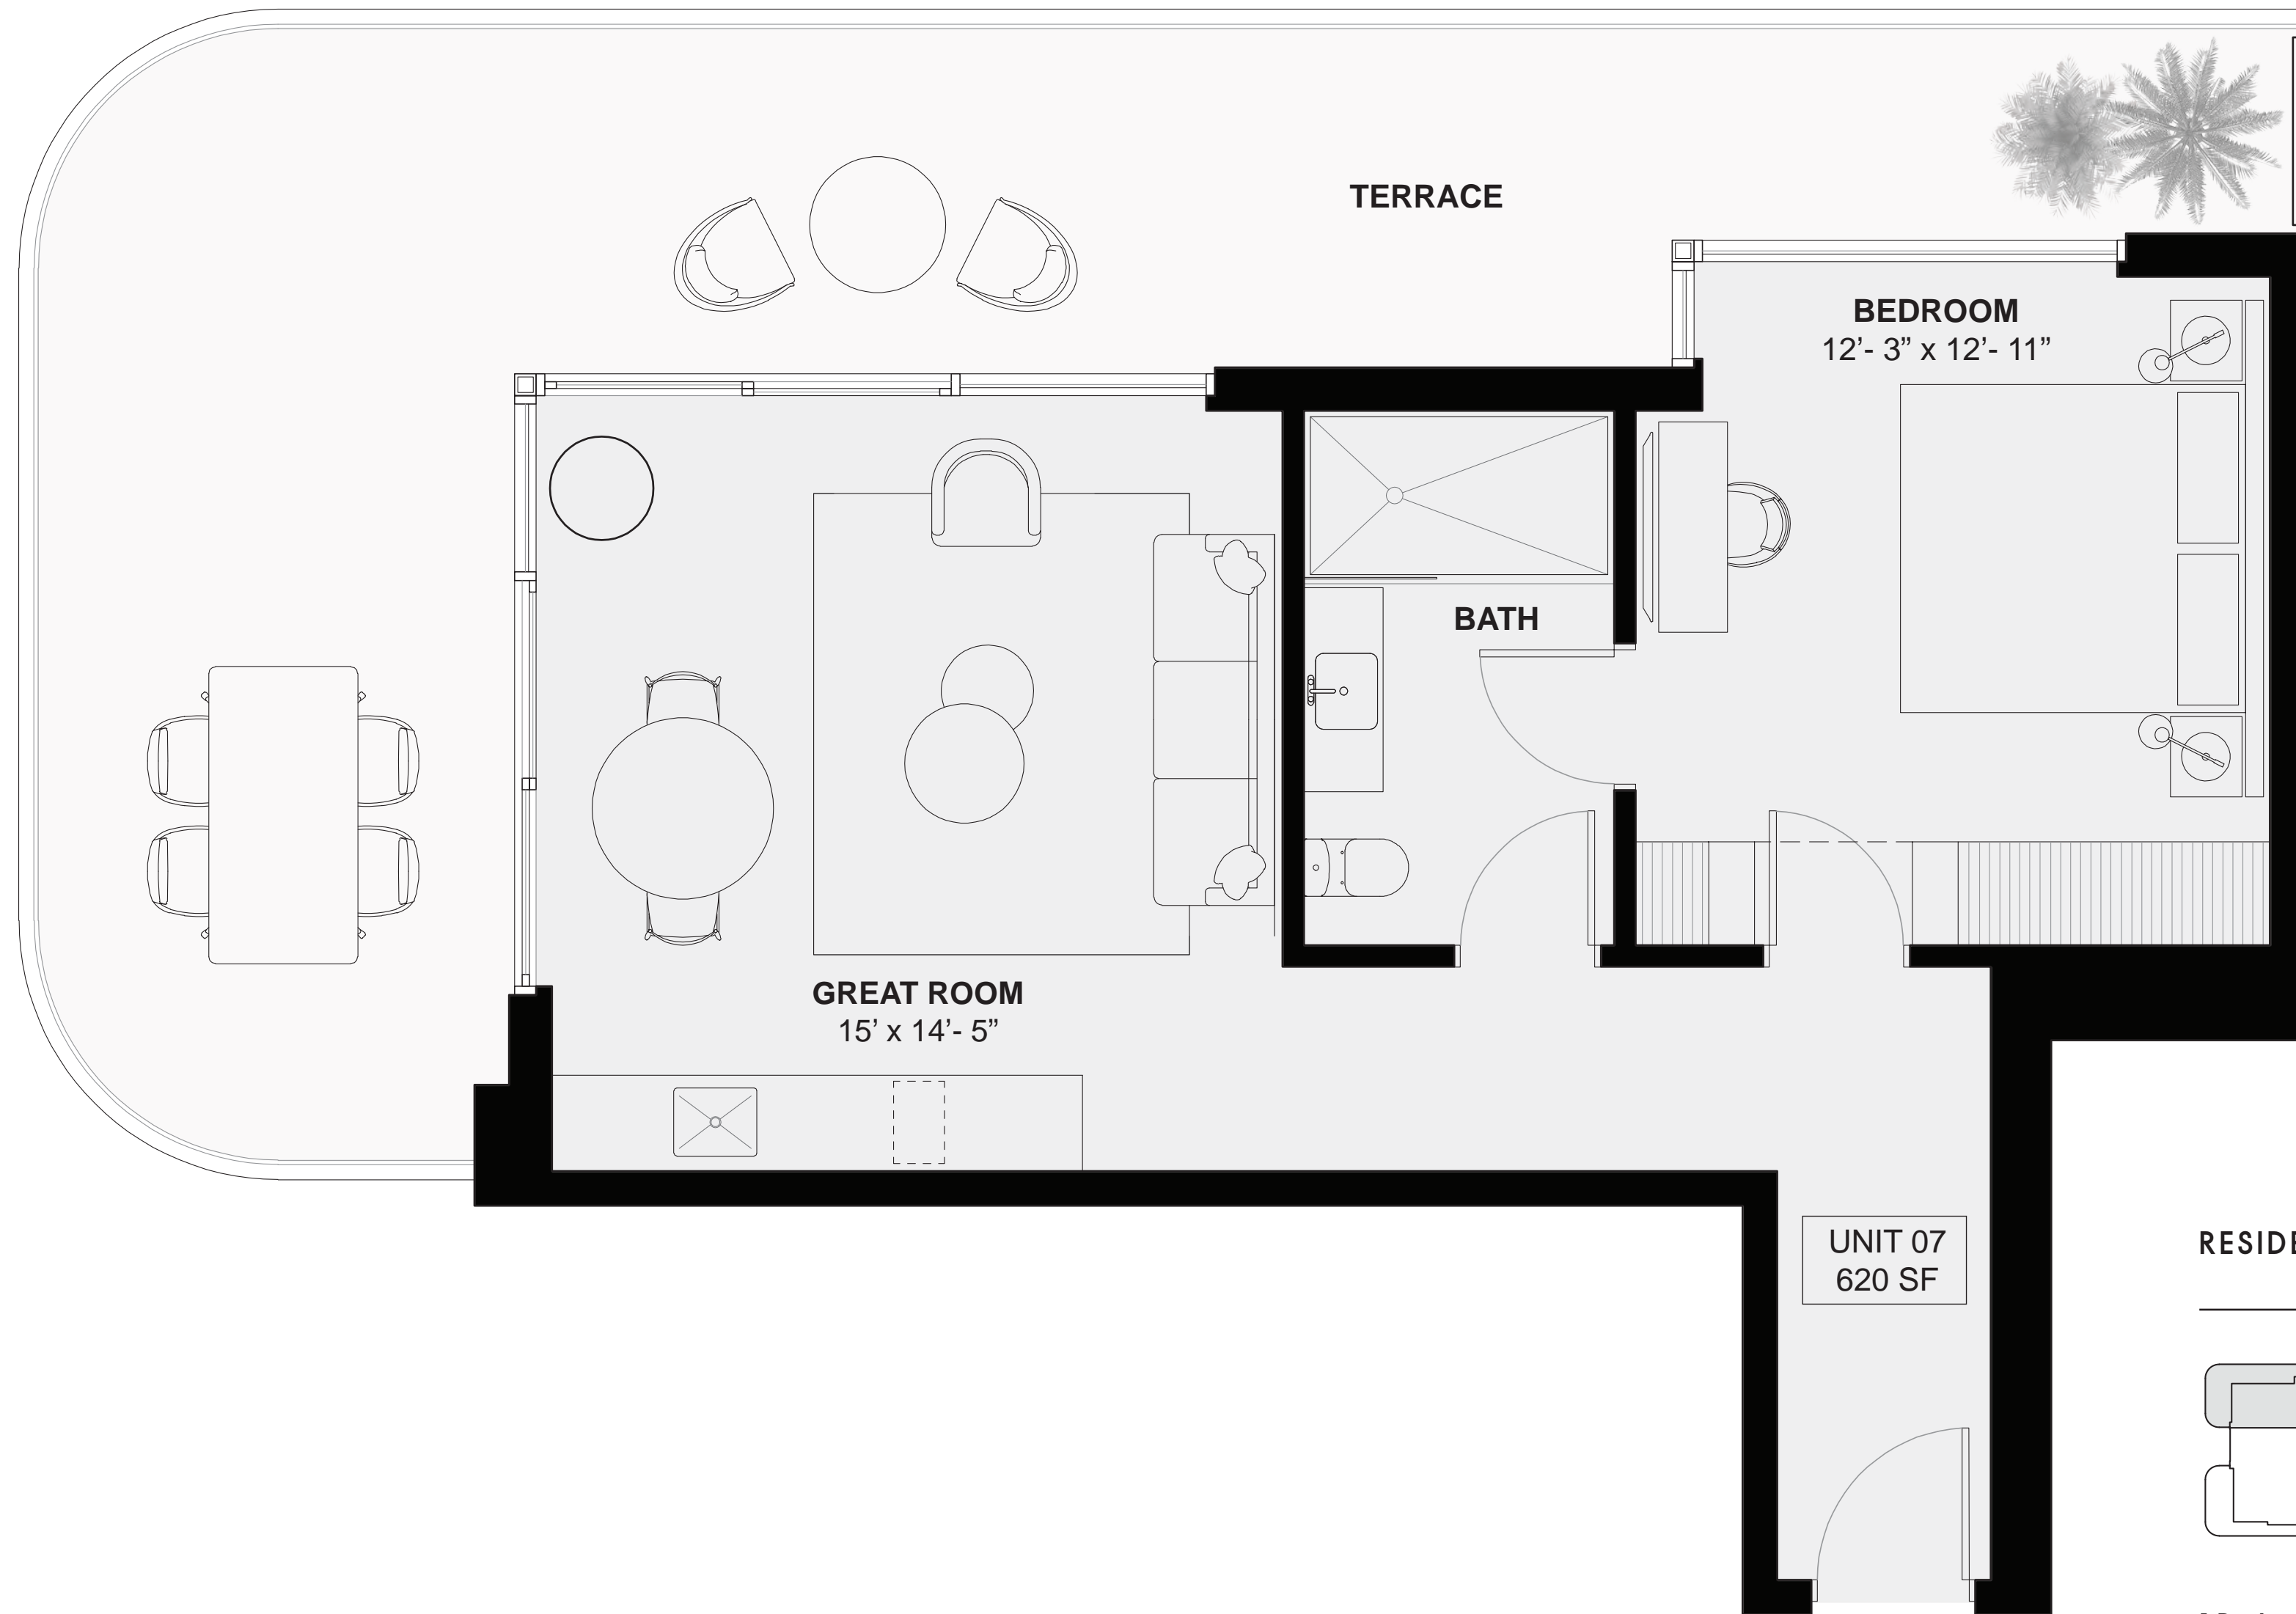 TERRACE
BEDROOM
12’- 3” x 12’- 11”
BATH
GREAT ROOM
15’ x 14’- 5”
UNIT 07
620 SF